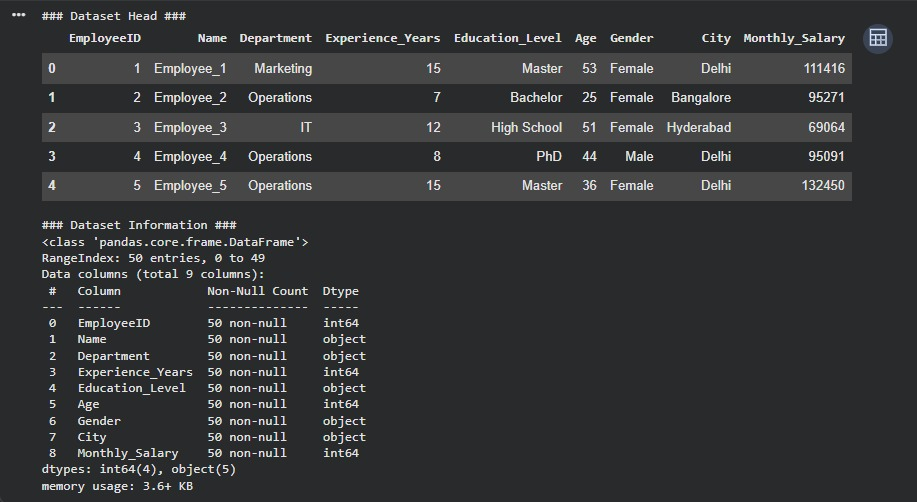 ### Dataset Head ###
EmployeeID Name Department Experience_Years Education_Level Age Gender City Monthly_Salary
0 1 Employee_1 Marketing 15 Master 53 Female Delhi 111416
1 2 Employee_2 Operations 7 Bachelor 25 Female Bangalore 95271
2 3 Employee_3 IT 12 High School 51 Female Hyderabad 69064
3 4 Employee_4 Operations 8 PhD 44 Male Delhi 95091
4 5 Employee_5 Operations 15 Master 36 Female Delhi 132450
### Dataset Information ###
<class 'pandas.core.frame.DataFrame'>
RangeIndex: 50 entries, 0 to 49
Data columns (total 9 columns):
# Column Non-Null Count Dtype
--- ------ -------------- -----
0 EmployeeID 50 non-null int64
1 Name 50 non-null object
2 Department 50 non-null object
3 Experience_Years 50 non-null int64
4 Education_Level 50 non-null object
5 Age 50 non-null int64
6 Gender 50 non-null object
7 City 50 non-null object
8 Monthly_Salary 50 non-null int64
dtypes: int64(4), object(5)
memory usage: 3.6+ KB